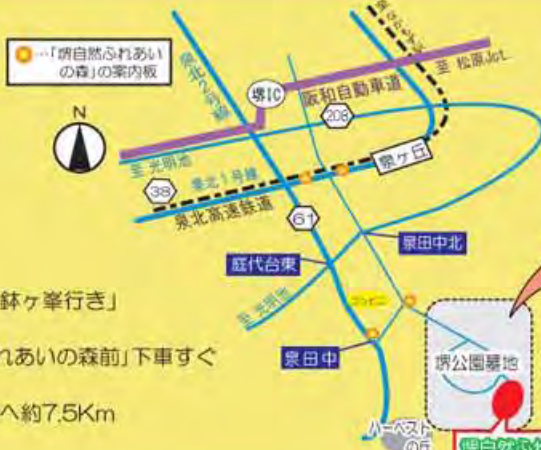 …「堺自然ふれあい
の森」の案内板
N
泉北2号線
堺IC
阪和自動車道
至 松原Jct.
208
至 光明池
38
泉北1号線
泉北高速鉄道
泉ヶ丘
61
泉田中北
庭代台東
至 光明池
コンビニ
泉田中
鉢ヶ峯行き」
れあいの森前」下車すぐ
へ約7.5Km
堺公園墓地
ハーベスト
の丘
堺自然ふれ